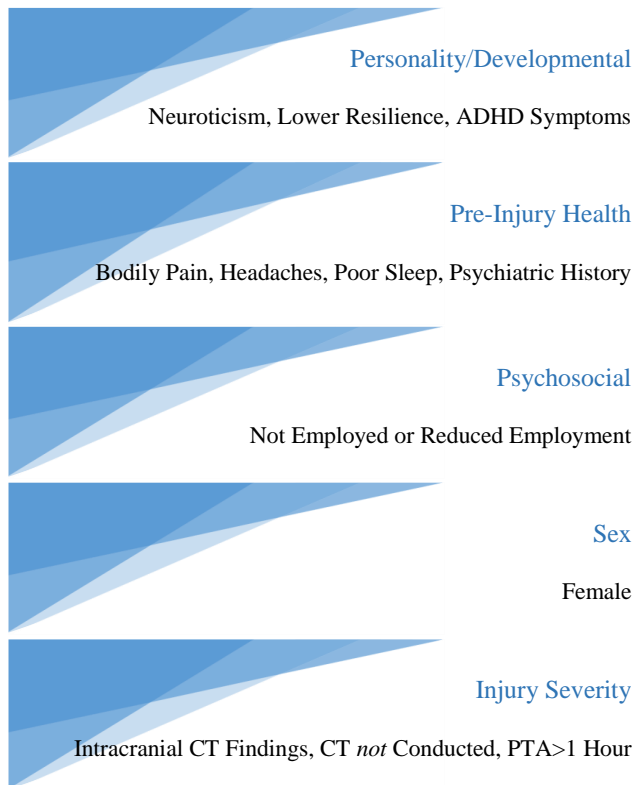 Personality/Developmental
Neuroticism, Lower Resilience, ADHD Symptoms
Pre-Injury Health
Bodily Pain, Headaches, Poor Sleep, Psychiatric History
Psychosocial
Not Employed or Reduced Employment
Sex
Female
Injury Severity
Intracranial CT Findings, CT not Conducted, PTA>1 Hour